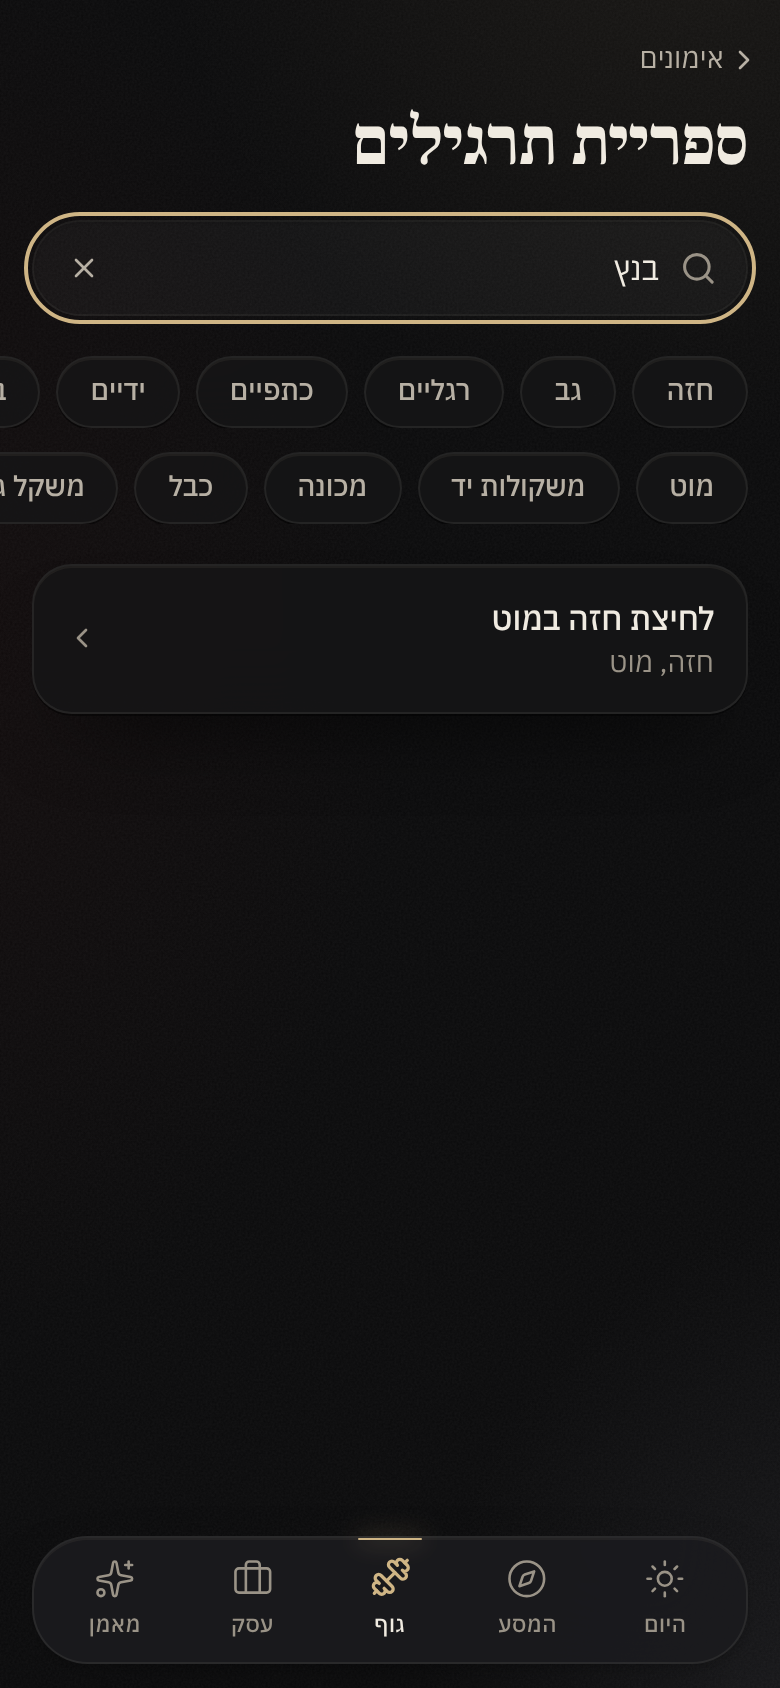 אימונים
ספריית תרגילים
בנץ
חזה גב רגליים כתפיים ידיים
מוט משקולות יד מכונה כבל משקל
לחיצת חזה במוט
חזה, מוט
היום המסע גוף עסק מאמן